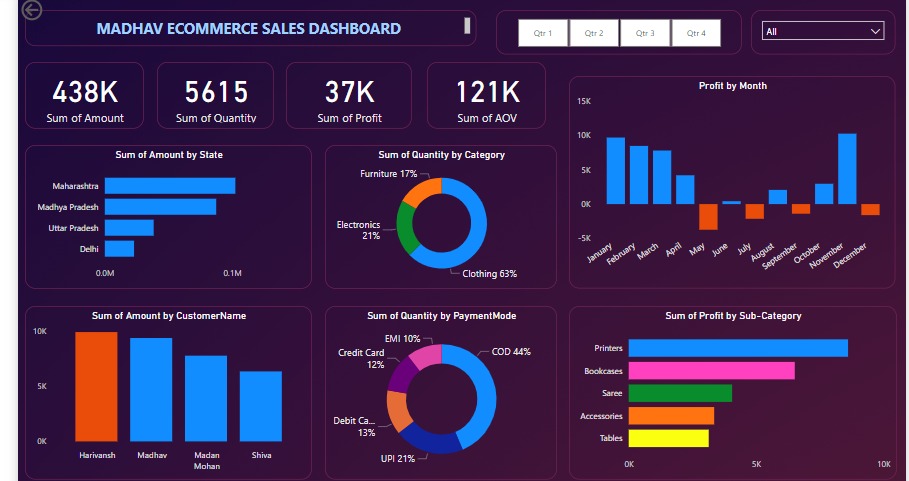 MADHAV ECOMMERCE SALES DASHBOARD
Qtr 1
Qtr 2
Qtr 3
Qtr 4
All
438K
Sum of Amount
5615
Sum of Quantity
37K
Sum of Profit
121K
Sum of AOV
Profit by Month
15K
10K
5K
0K
-5K
January
February
March
April
May
June
July
August
September
October
November
December
Sum of Amount by State
Maharashtra
Madhya Pradesh
Uttar Pradesh
Delhi
0.0M
0.1M
Sum of Quantity by Category
Furniture 17%
Electronics
21%
Clothing 63%
Sum of Amount by CustomerName
10K
5K
0K
Harivansh
Madhav
Madan
Mohan
Shiva
Sum of Quantity by PaymentMode
EMI 10%
COD 44%
Credit Card
12%
Debit Ca...
13%
UPI 21%
Sum of Profit by Sub-Category
Printers
Bookcases
Saree
Accessories
Tables
0K
5K
10K